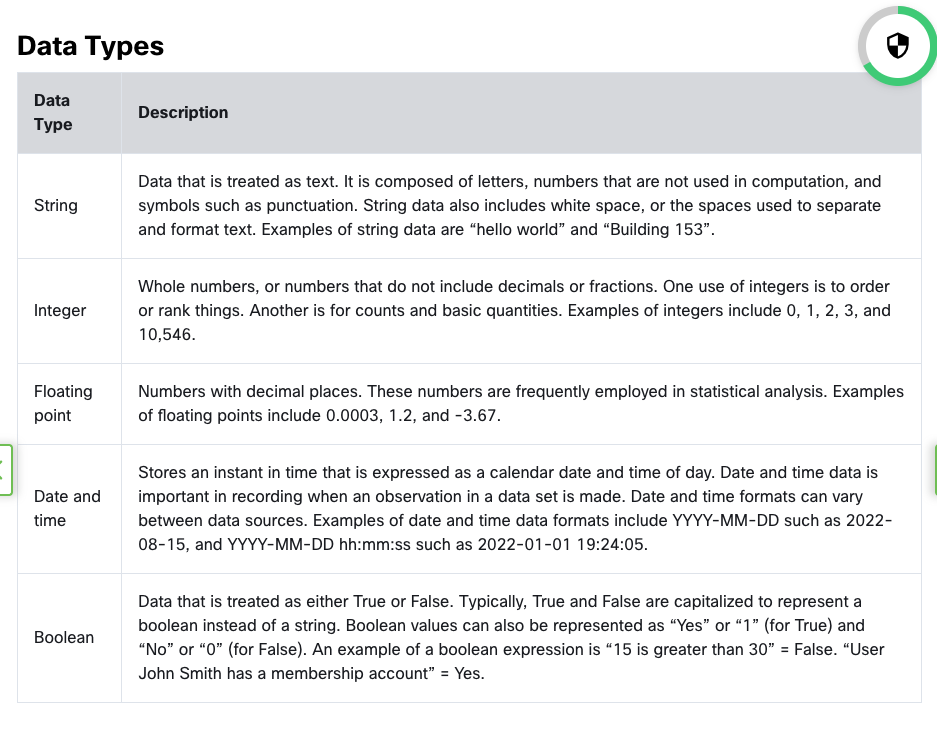 Data Types
Data
Type
Description
String
Data that is treated as text. It is composed of letters, numbers that are not used in computation, and
symbols such as punctuation. String data also includes white space, or the spaces used to separate
and format text. Examples of string data are “hello world” and “Building 153”.
Integer
Whole numbers, or numbers that do not include decimals or fractions. One use of integers is to order
or rank things. Another is for counts and basic quantities. Examples of integers include 0, 1, 2, 3, and
10,546.
Floating
point
Numbers with decimal places. These numbers are frequently employed in statistical analysis. Examples
of floating points include 0.0003, 1.2, and -3.67.
Date and
time
Stores an instant in time that is expressed as a calendar date and time of day. Date and time data is
important in recording when an observation in a data set is made. Date and time formats can vary
between data sources. Examples of date and time data formats include YYYY-MM-DD such as 2022-
08-15, and YYYY-MM-DD hh:mm:ss such as 2022-01-01 19:24:05.
Boolean
Data that is treated as either True or False. Typically, True and False are capitalized to represent a
boolean instead of a string. Boolean values can also be represented as “Yes” or “1” (for True) and
“No” or “0” (for False). An example of a boolean expression is “15 is greater than 30” = False. “User
John Smith has a membership account” = Yes.